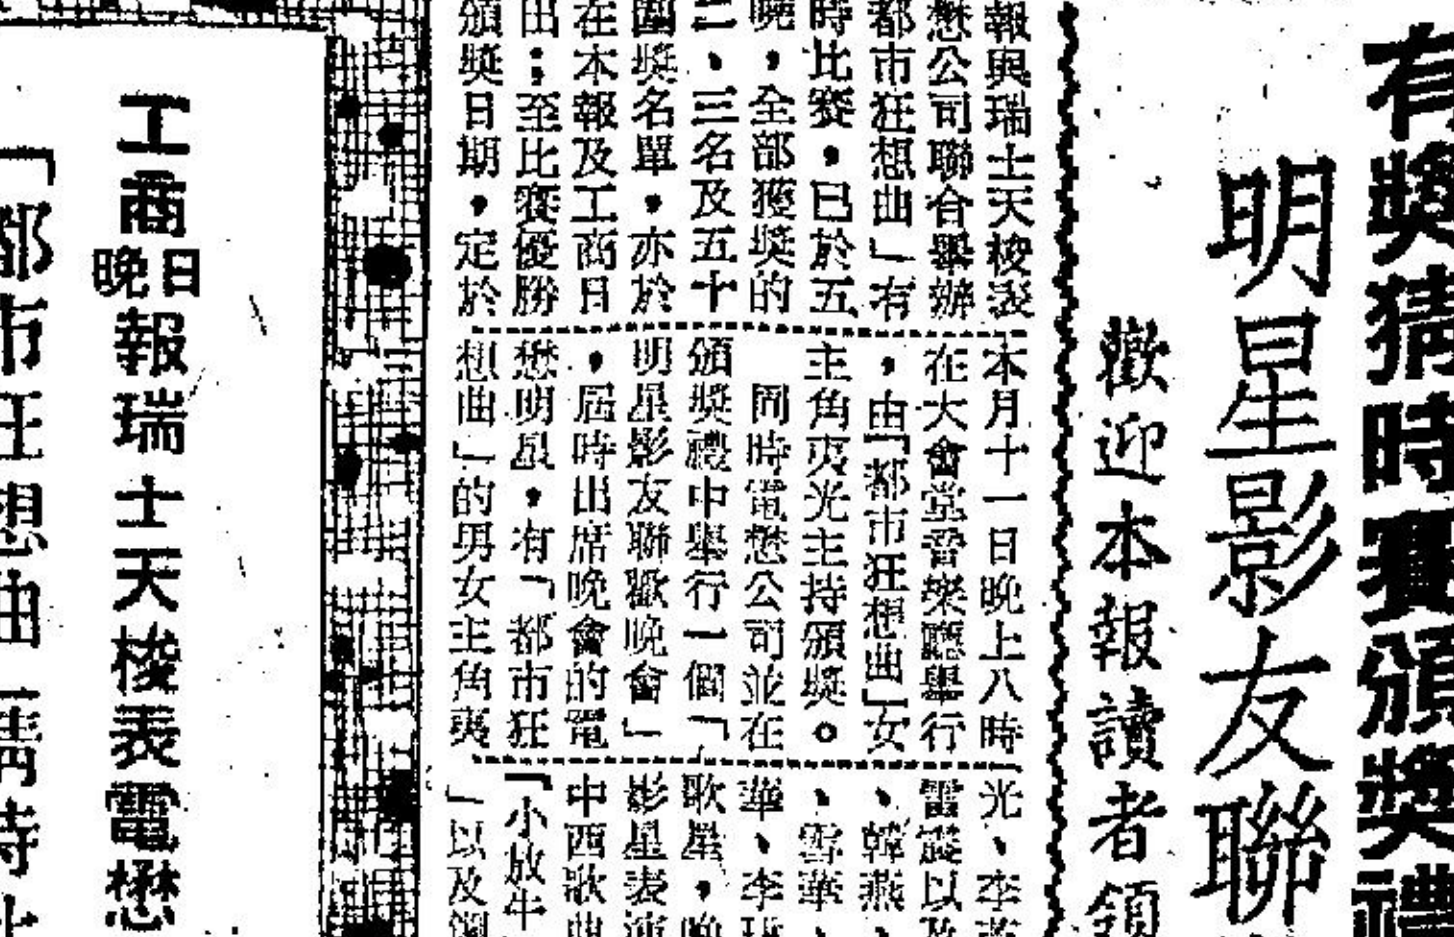 有獎猜時賽頒獎禮
明星影友聯
歡迎本報讀者領
報與瑞士天梭表
懋公司聯合舉辦
都市狂想曲」有
時比賽，已於五
晚，全部獲獎的
二、三名及五十
圍獎名單，亦於
在本報及工商日
出；至比賽優勝
頒獎日期，定於
本月十一日晚上八時
在大會堂音樂廳舉行
，由「都市狂想曲」女
主角夷光主持頒獎。
同時電懋公司並在
頒獎禮中舉行一個「
明星影友聯歡晚會」
，屆時出席晚會的電
懋明星，有「都市狂
想曲」的男女主角夷
光、李
雷震以及
、韓燕、
、雪華、
華、李
歌星，晚
影星表演
中西歌曲
「小放牛
」以及
工商日晚報瑞士天梭表電懋
「都市狂想曲」猜時比